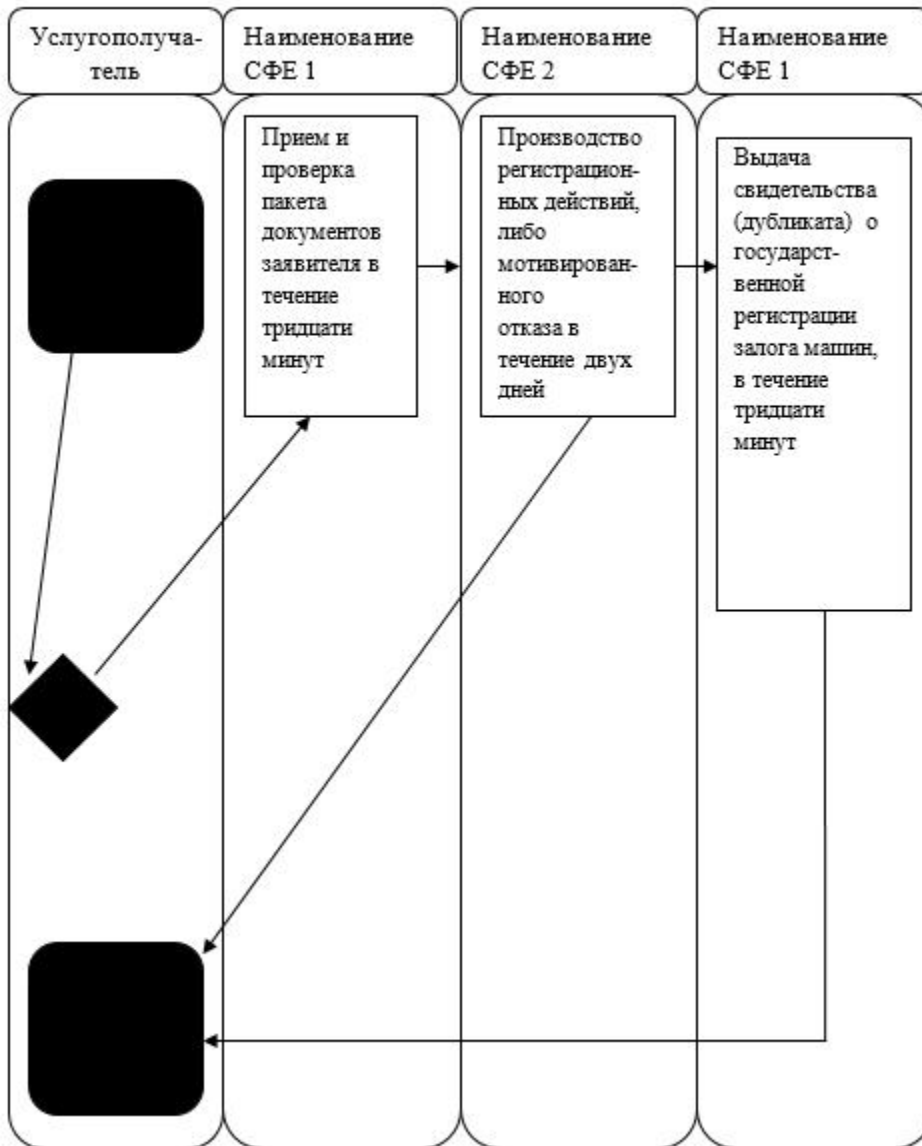 Услугополуча-
тель
Наименование
СФЕ 1
Наименование
СФЕ 2
Наименование
СФЕ 1
Прием и
проверка
пакета
документов
заявителя в
течение
тридцати
минут
Производство
регистрацион-
ных действий,
либо
мотивирован-
ного
отказа в
течение двух
дней
Выдача
свидетельства
(дубликата) о
государст-
венной
регистрации
залога машин,
в течение
тридцати
минут